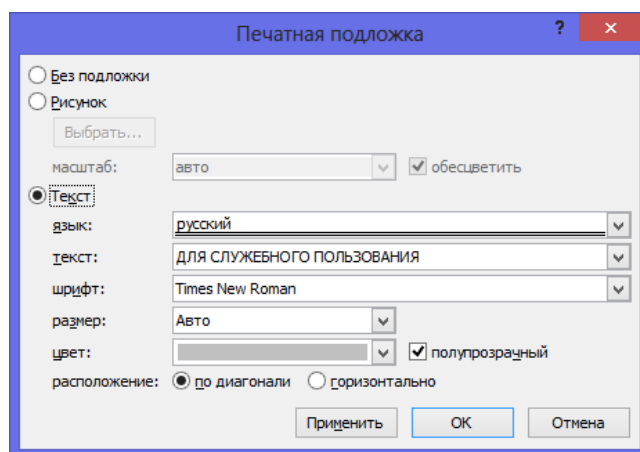 Печатная подложка ?
Без подложки
Рисунок
Выбрать...
масштаб: авто обесцветить
Текст
язык: русский
текст: ДЛЯ СЛУЖЕБНОГО ПОЛЬЗОВАНИЯ
шрифт: Times New Roman
размер: Авто
цвет: полупрозрачный
расположение: по диагонали горизонтально
Применить ОК Отмена